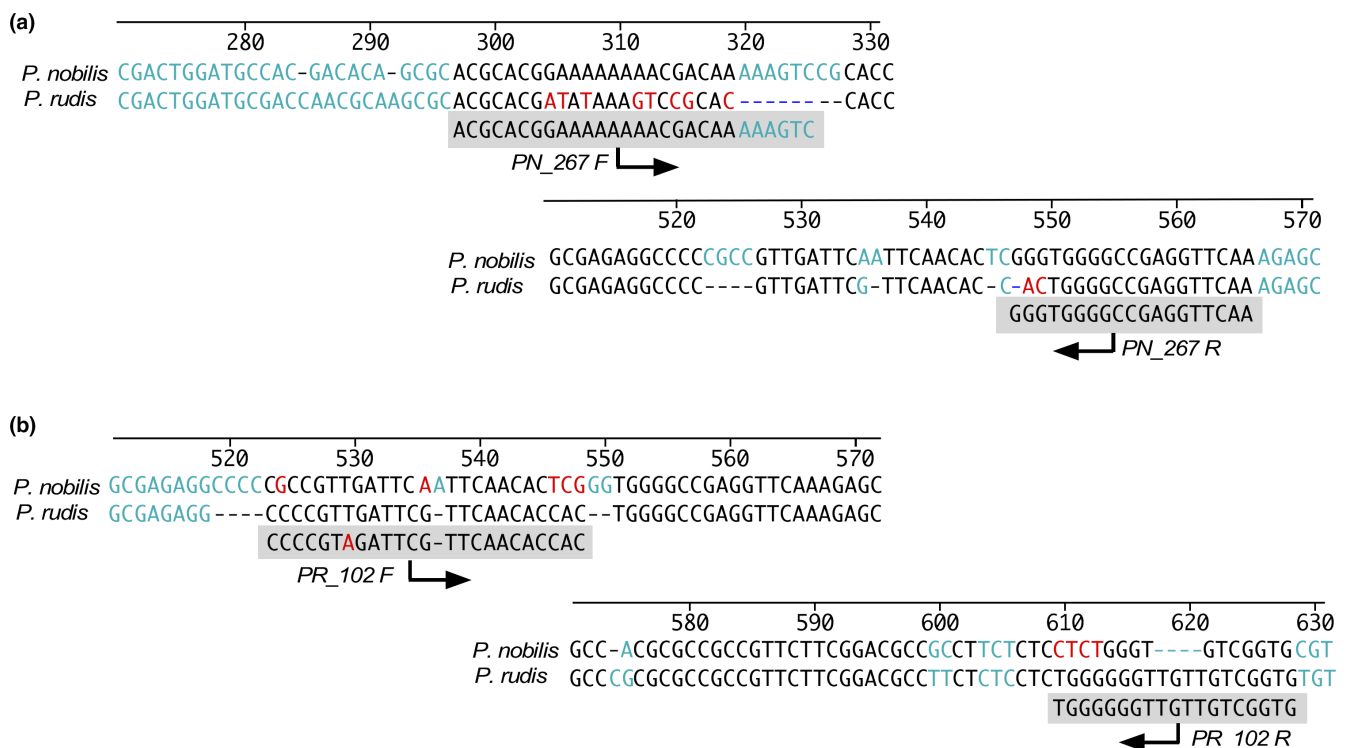 (a)
280 290 300 310 320 330
P. nobilis CGACTGGATGCCAC-GACACA-GCGCACGCACGGAAAAAAAACGACAAAAAGTCCGCACC
P. rudis CGACTGGATGCGACCAACGCAAGCGCACGCACGATATAAAGTCCGCAC---------CACC
ACGCACGGAAAAAAAACGACAAAAAGTC
PN_267 F
520 530 540 550 560 570
P. nobilis GCGAGAGGCCCCCGCCGTTGATTCAATTCAACACTCGGGTGGGGCCGAGGTTCAAAGAGC
P. rudis GCGAGAGGCCCC----GTTGATTCG-TTCAACAC-C-ACTGGGGCCGAGGTTCAAAGAGC
GGGTGGGGCCGAGGTTCAA
PN_267 R
(b)
520 530 540 550 560 570
P. nobilis GCGAGAGGCCCCCGCCGTTGATTCAATTCAACACTCGGGTGGGGCCGAGGTTCAAAGAGC
P. rudis GCGAGAGG----CCCCGTTGATTCG-TTCAACACCAC--TGGGGCCGAGGTTCAAAGAGC
CCCCGTAGATTCG-TTCAACACCAC
PR_102 F
580 590 600 610 620 630
P. nobilis GCC-ACGCGCCGCCGTTCTTCGGACGCCGCCTTCTCTCCTCTGGGT----GTCGGTGCGT
P. rudis GCCCGCGCGCCGCCGTTCTTCGGACGCCTTCTCTCCTCTGGGGGGTTGTTGTCGGTGTGT
TGGGGGGTTGTTGTCGGTG
PR_102 R